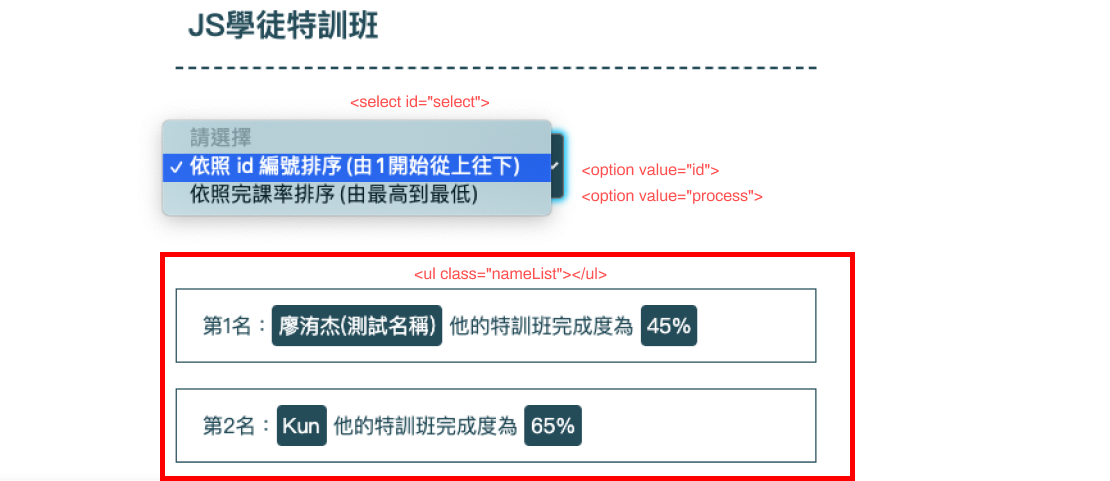 JS學徒特訓班
<select id="select">
請選擇
✓ 依照 id 編號排序 (由1開始從上往下)
<option value="id">
依照完課率排序 (由最高到最低)
<option value="process">
<ul class="nameList"></ul>
第1名：廖洧杰(測試名稱) 他的特訓班完成度為 45%
第2名：Kun 他的特訓班完成度為 65%